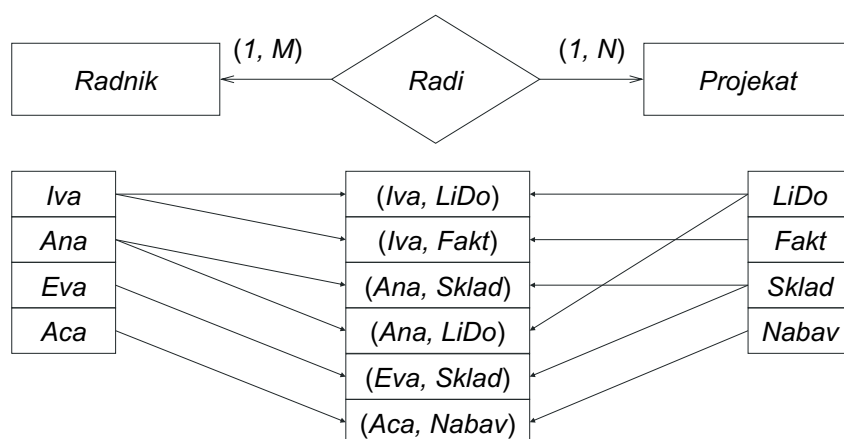 (1, M) (1, N)
Radnik Radi Projekat
Iva (Iva, LiDo) LiDo
Ana (Iva, Fakt) Fakt
Eva (Ana, Sklad) Sklad
Aca (Ana, LiDo) Nabav
(Eva, Sklad)
(Aca, Nabav)